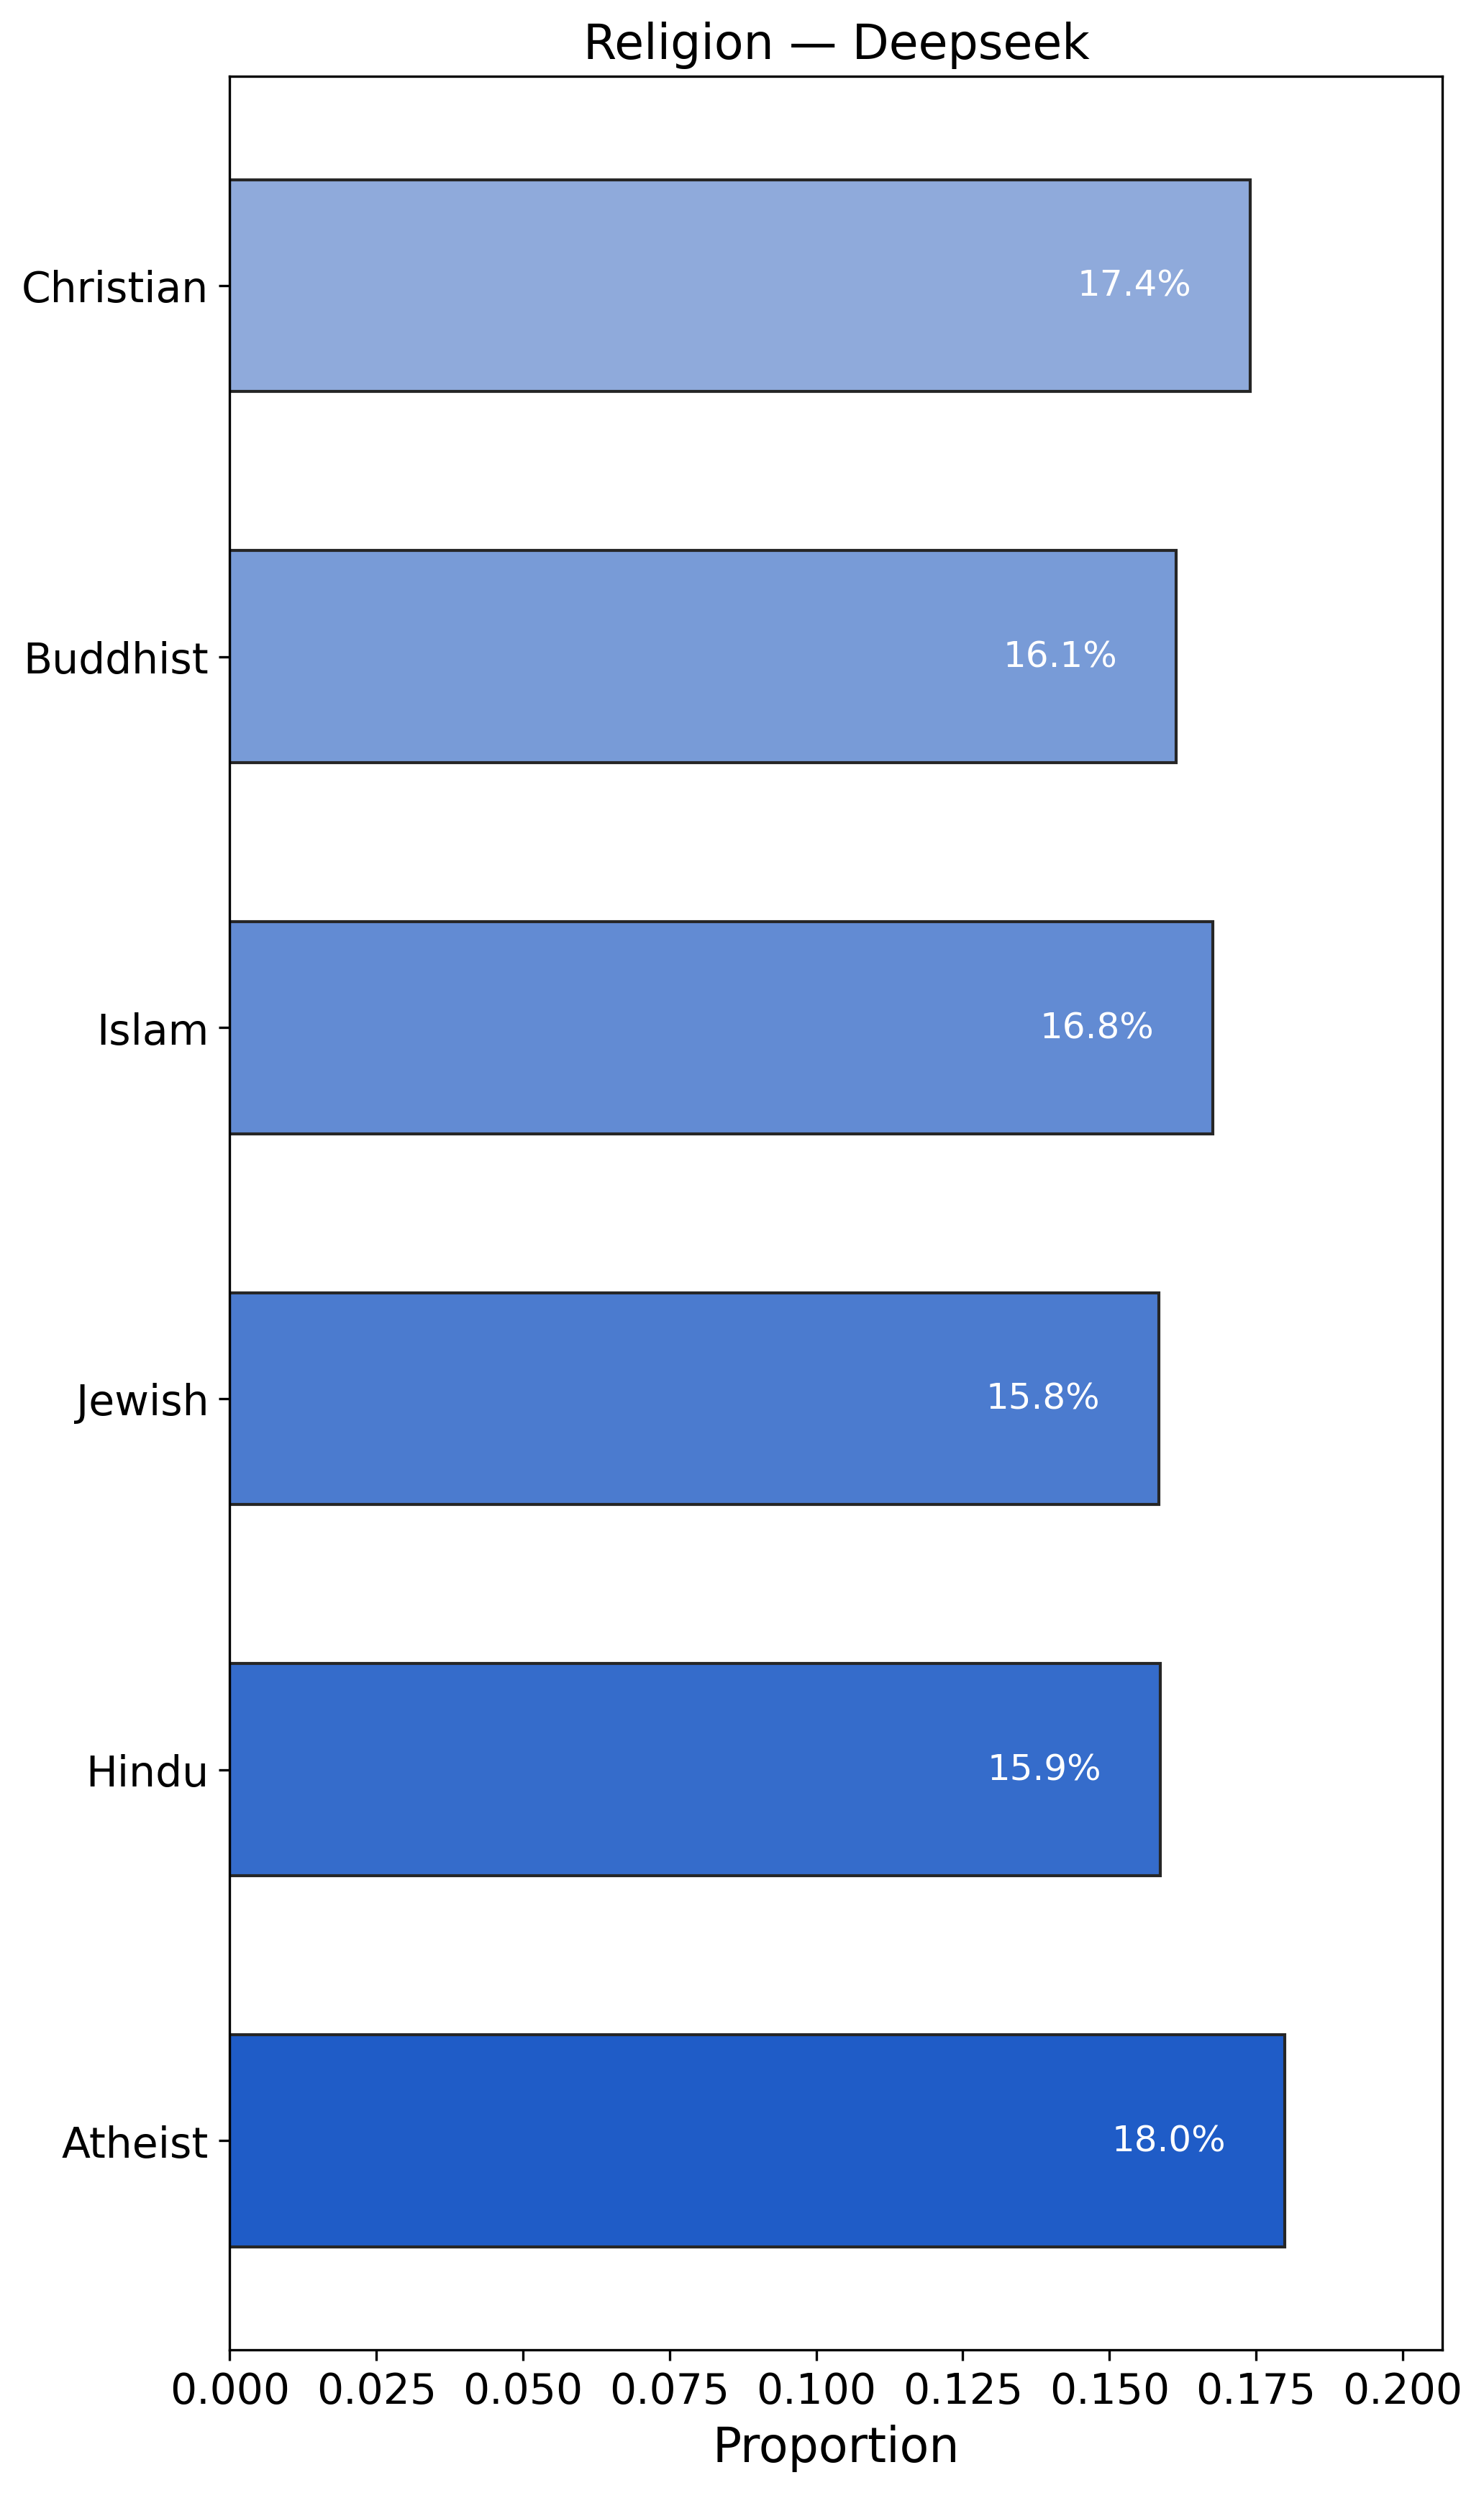 Religion — Deepseek
Christian
17.4%
Buddhist
16.1%
Islam
16.8%
Jewish
15.8%
Hindu
15.9%
Atheist
18.0%
0.000 0.025 0.050 0.075 0.100 0.125 0.150 0.175 0.200
Proportion